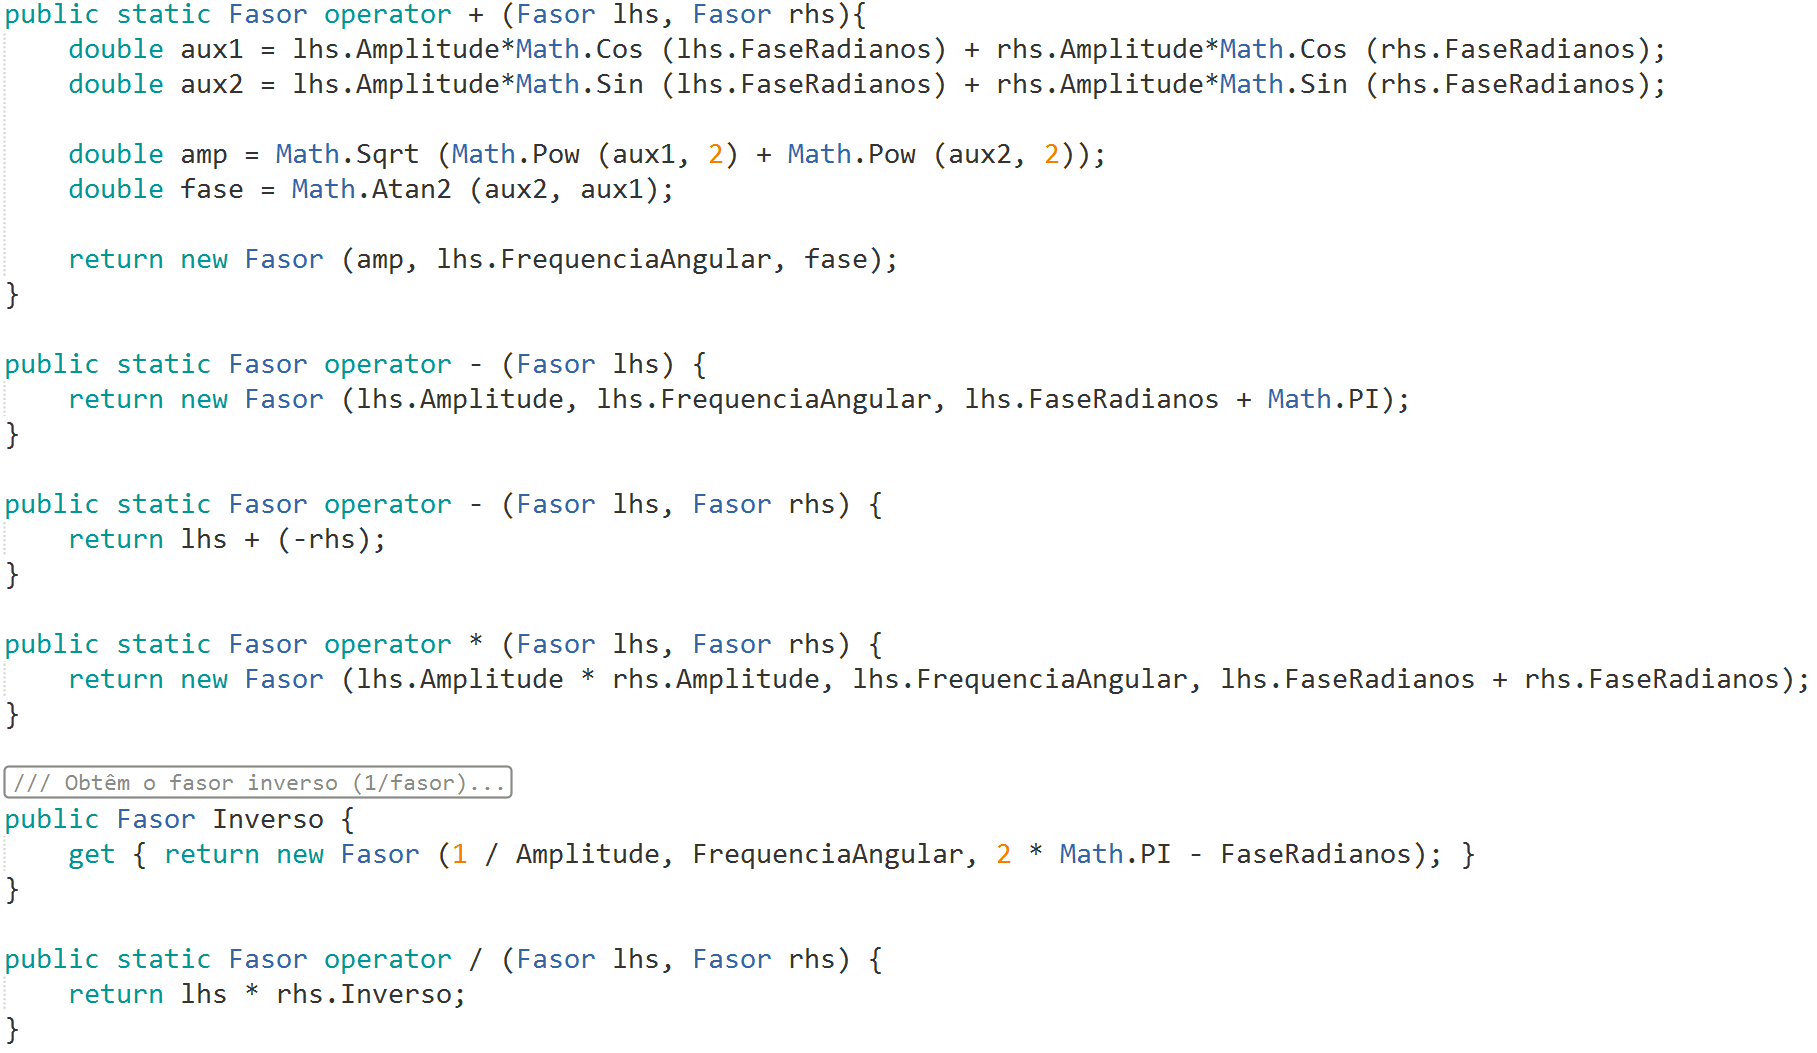 public static Fasor operator + (Fasor lhs, Fasor rhs){
    double aux1 = lhs.Amplitude*Math.Cos (lhs.FaseRadianos) + rhs.Amplitude*Math.Cos (rhs.FaseRadianos);
    double aux2 = lhs.Amplitude*Math.Sin (lhs.FaseRadianos) + rhs.Amplitude*Math.Sin (rhs.FaseRadianos);

    double amp = Math.Sqrt (Math.Pow (aux1, 2) + Math.Pow (aux2, 2));
    double fase = Math.Atan2 (aux2, aux1);

    return new Fasor (amp, lhs.FrequenciaAngular, fase);
}

public static Fasor operator - (Fasor lhs) {
    return new Fasor (lhs.Amplitude, lhs.FrequenciaAngular, lhs.FaseRadianos + Math.PI);
}

public static Fasor operator - (Fasor lhs, Fasor rhs) {
    return lhs + (-rhs);
}

public static Fasor operator * (Fasor lhs, Fasor rhs) {
    return new Fasor (lhs.Amplitude * rhs.Amplitude, lhs.FrequenciaAngular, lhs.FaseRadianos + rhs.FaseRadianos);
}

/// Obtêm o fasor inverso (1/fasor)...
public Fasor Inverso {
    get { return new Fasor (1 / Amplitude, FrequenciaAngular, 2 * Math.PI - FaseRadianos); }
}

public static Fasor operator / (Fasor lhs, Fasor rhs) {
    return lhs * rhs.Inverso;
}